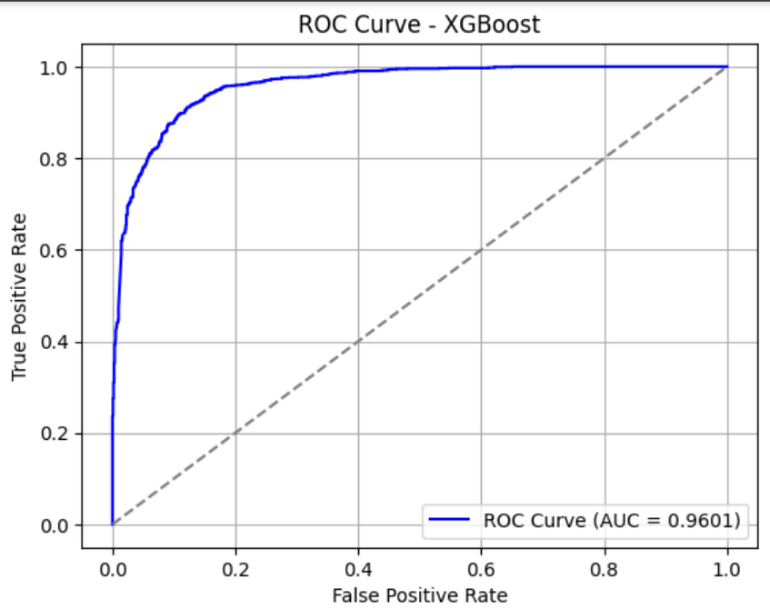 ROC Curve - XGBoost
1.0
0.8
0.6
0.4
0.2
0.0
True Positive Rate
ROC Curve (AUC = 0.9601)
0.0 0.2 0.4 0.6 0.8 1.0
False Positive Rate